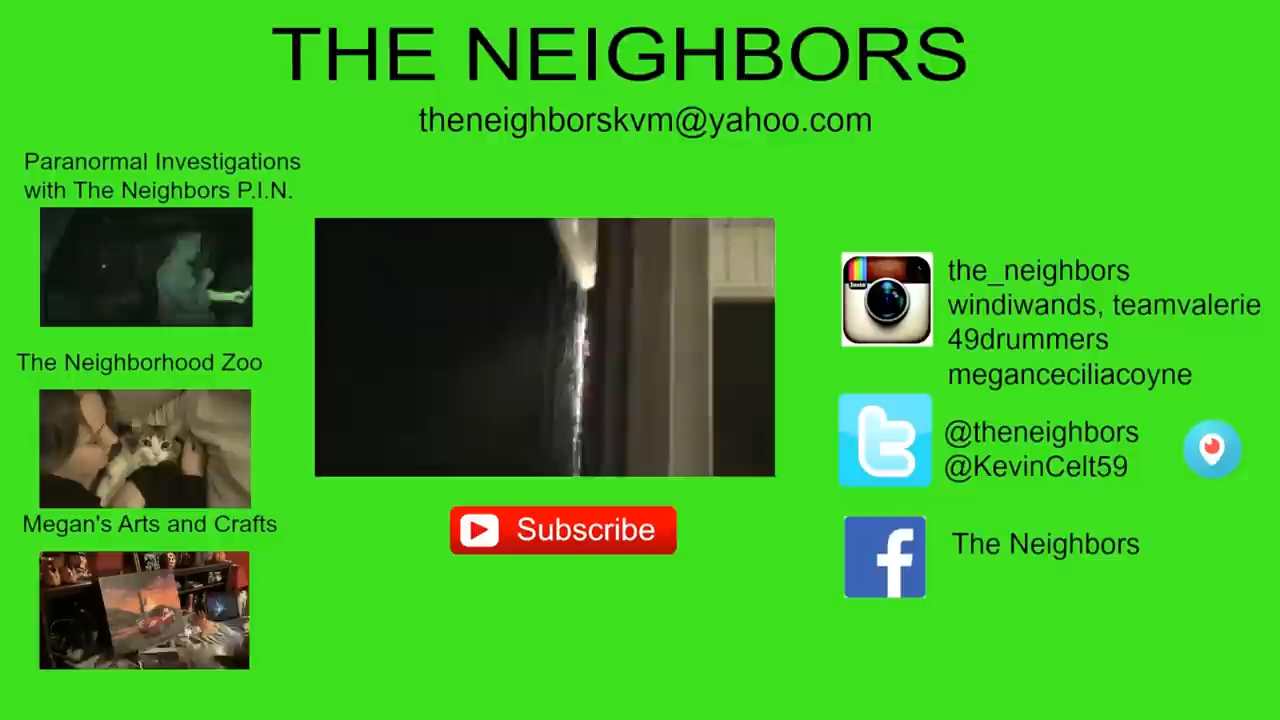 THE NEIGHBORS
theneighborskvm@yahoo.com
Paranormal Investigations
with The Neighbors P.I.N.
The Neighborhood Zoo
Megan's Arts and Crafts
Subscribe
the_neighbors
windiwands, teamvalerie
49drummers
meganceciliacoyne
@theneighbors
@KevinCelt59
The Neighbors